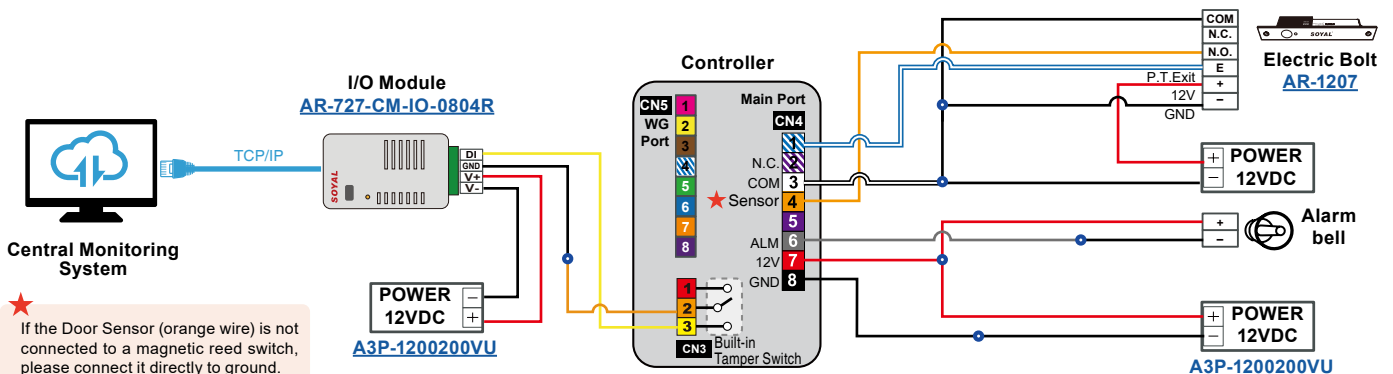 Central Monitoring
System
TCP/IP
I/O Module
AR-727-CM-IO-0804R
SOYAL
DI
GND
V+
V-
POWER
12VDC
−
+
A3P-1200200VU
If the Door Sensor (orange wire) is not
connected to a magnetic reed switch,
please connect it directly to ground.
Controller
CN5
WG
Port
1
2
3
4
5
6
7
8
Main Port
CN4
1
N.C. 2
COM 3
Sensor 4
5
ALM 6
12V 7
GND 8
1
2
3
CN3
Built-in
Tamper Switch
COM
N.C.
N.O.
E
+
−
P.T.Exit
12V
GND
SOYAL
Electric Bolt
AR-1207
+
−
POWER
12VDC
+
−
Alarm
bell
+
−
POWER
12VDC
A3P-1200200VU